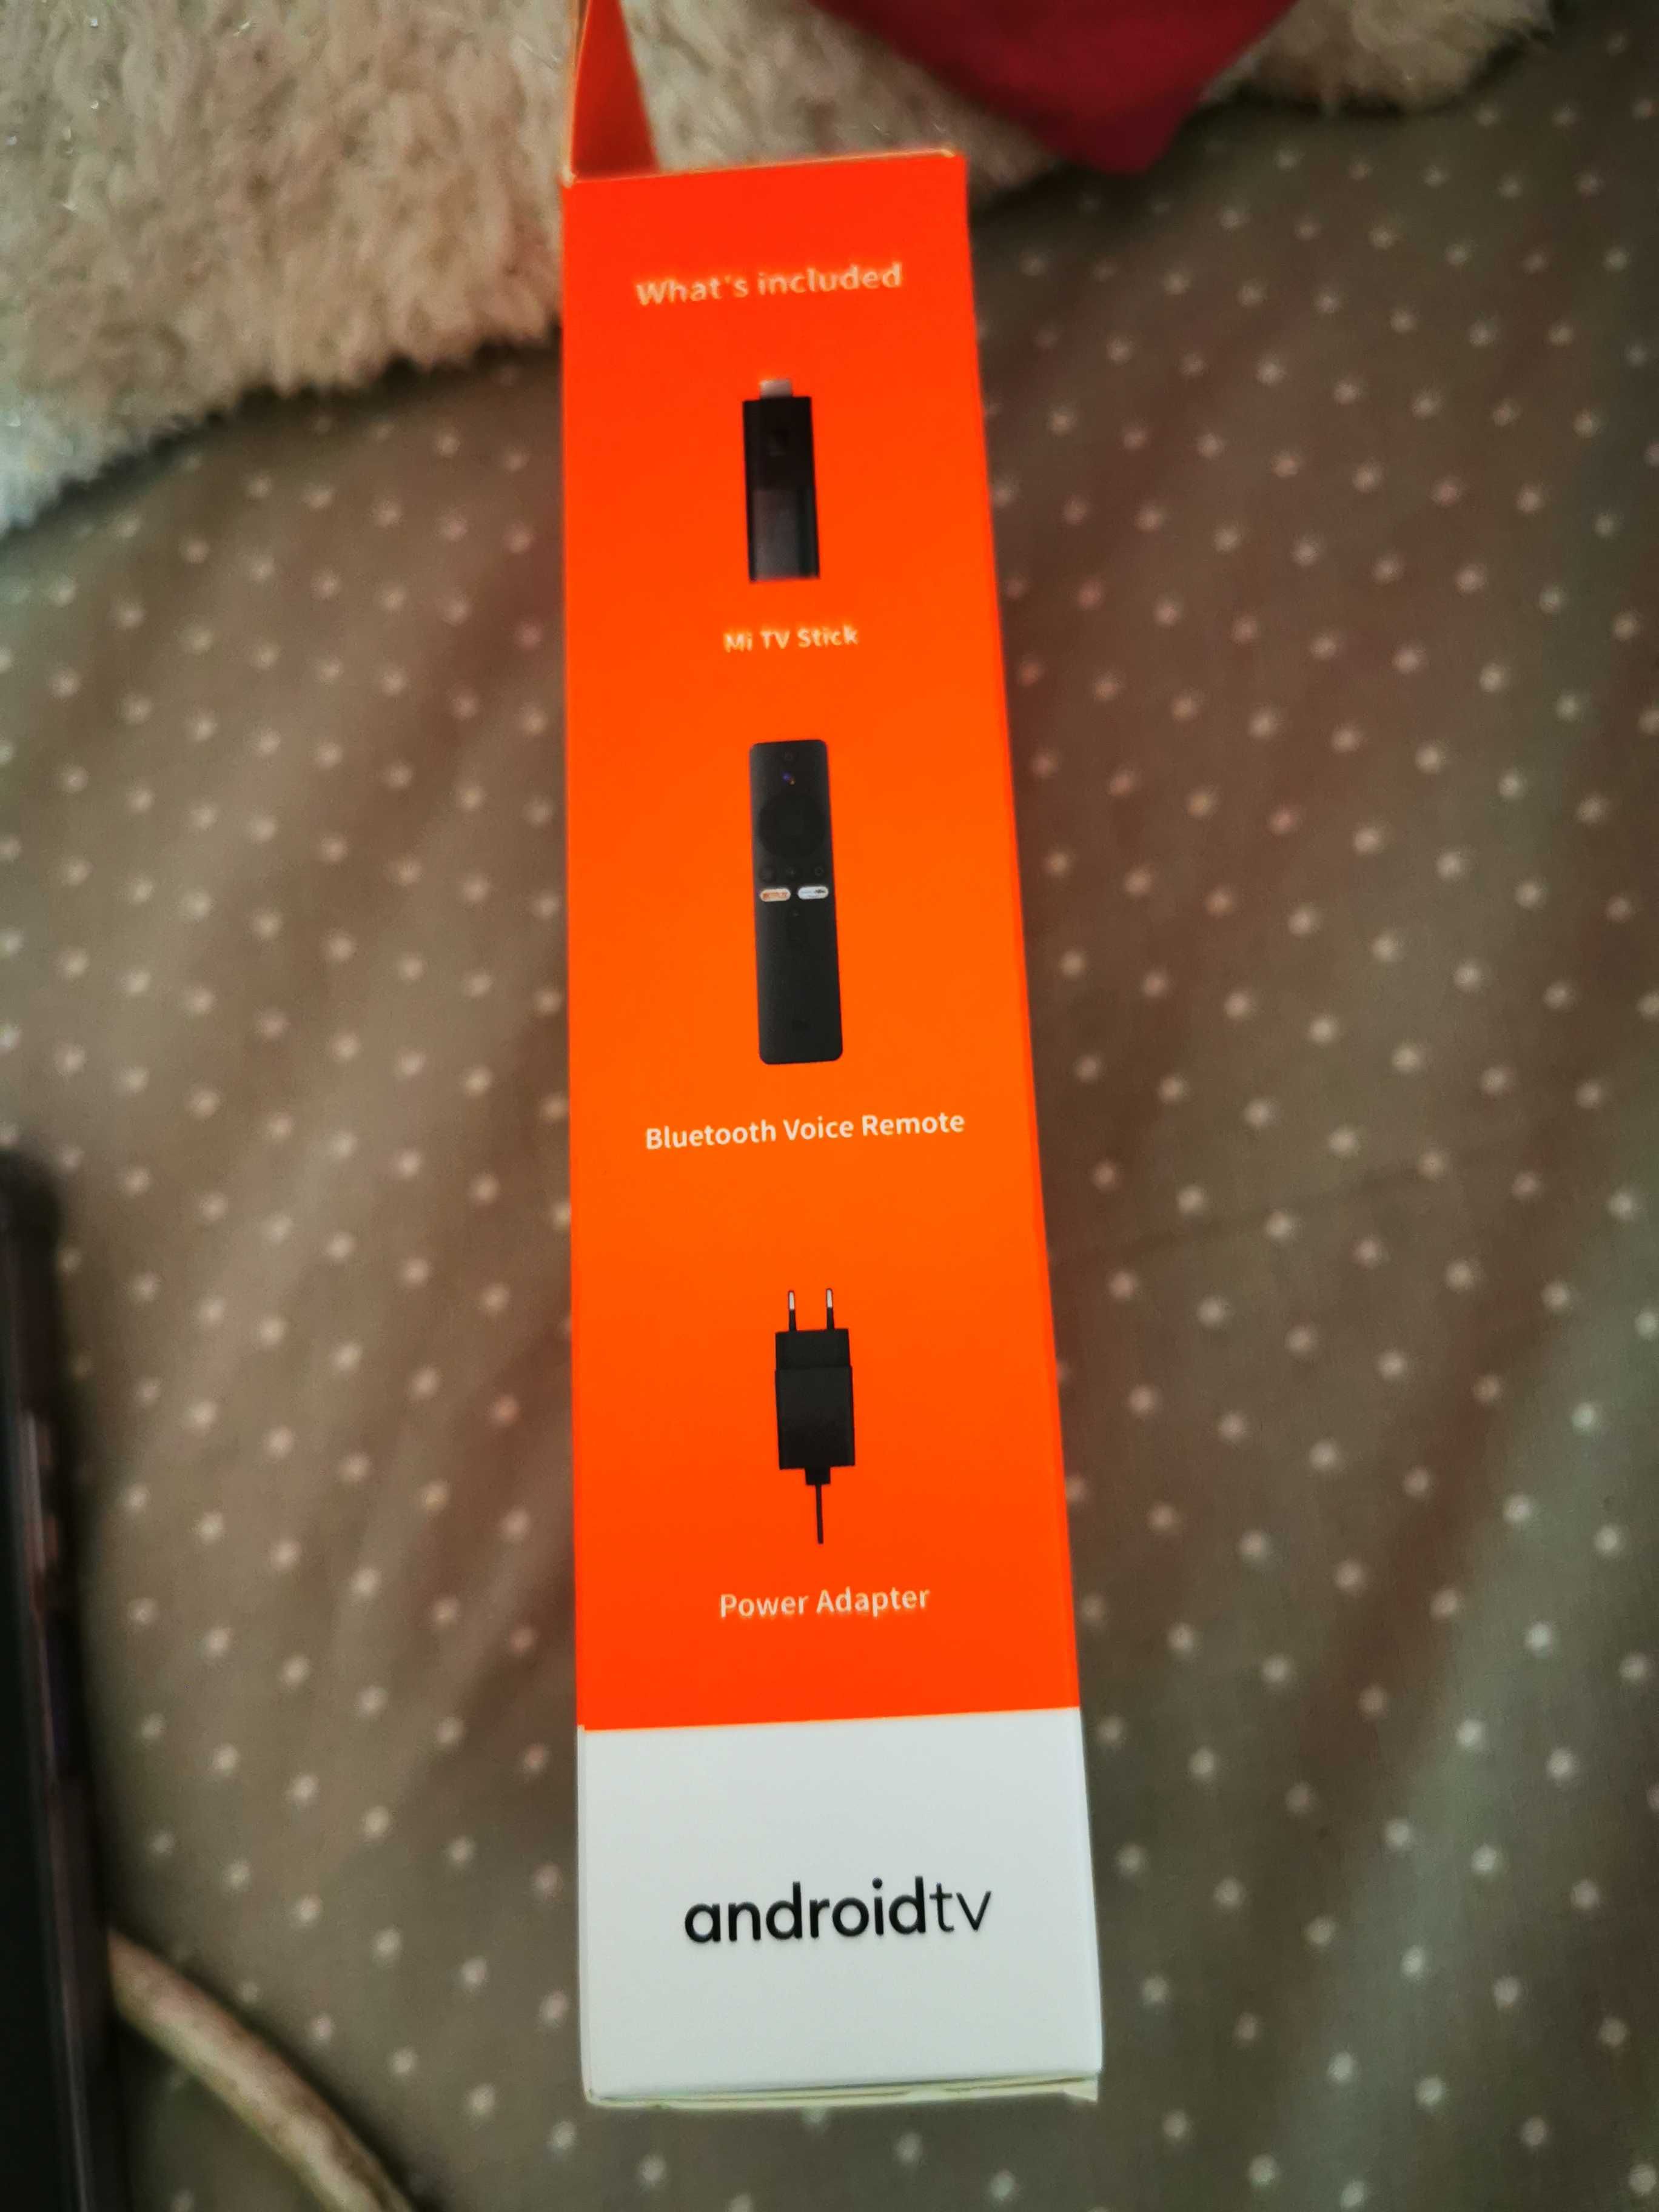 What's included
Mi TV Stick
Bluetooth Voice Remote
Power Adapter
androidtv